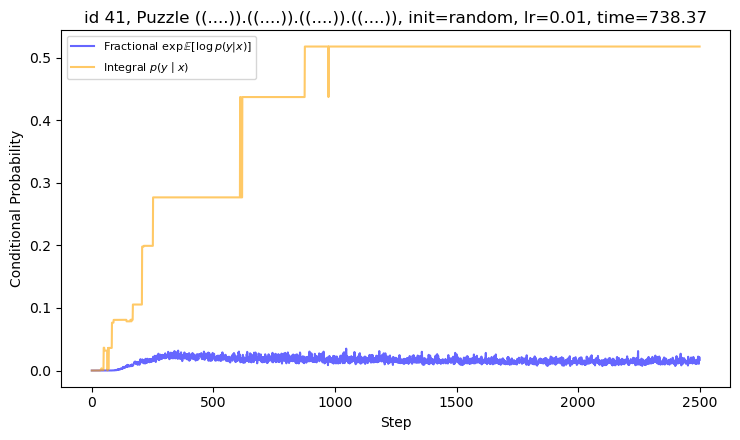 id 41, Puzzle ((....)).((....)).((....)).((....)), init=random, lr=0.01, time=738.37
Fractional exp𝔼[log p(y|x)]
Integral p(y | x)
Conditional Probability
0.5
0.4
0.3
0.2
0.1
0.0
0 500 1000 1500 2000 2500
Step